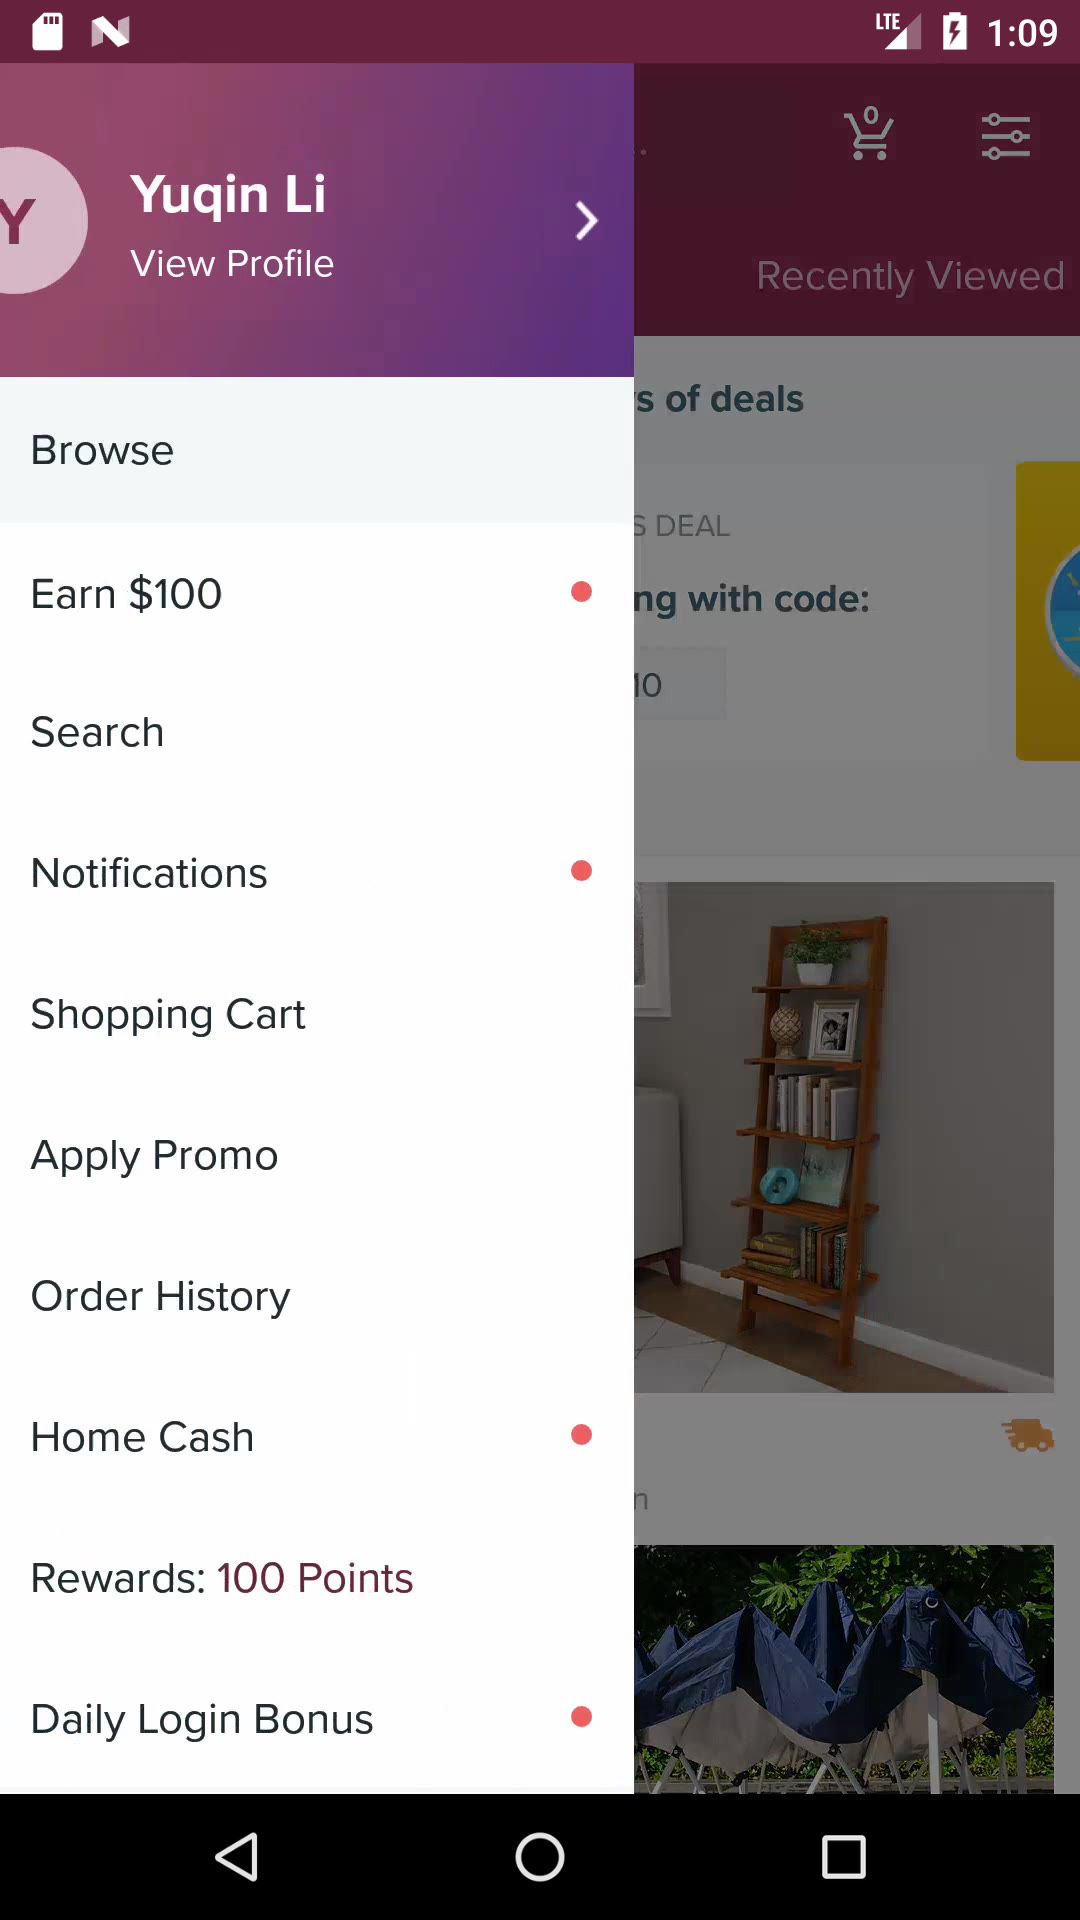 LTE 1:09
0
Y
Yuqin Li
View Profile
Recently Viewed
Browse
s of deals
Earn $100
S DEAL
ng with code:
10
Search
Notifications
Shopping Cart
Apply Promo
Order History
Home Cash
n
Rewards: 100 Points
Daily Login Bonus